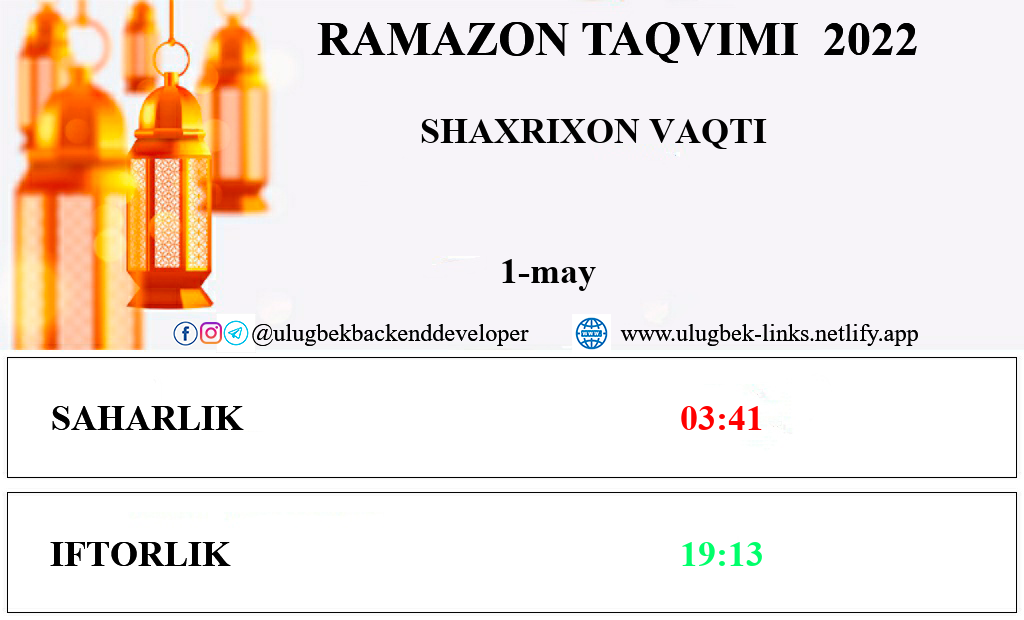 RAMAZON TAQVIMI 2022
SHAXRIXON VAQTI
1-may
@ulugbekbackenddeveloper www.ulugbek-links.netlify.app
SAHARLIK 03:41
IFTORLIK 19:13